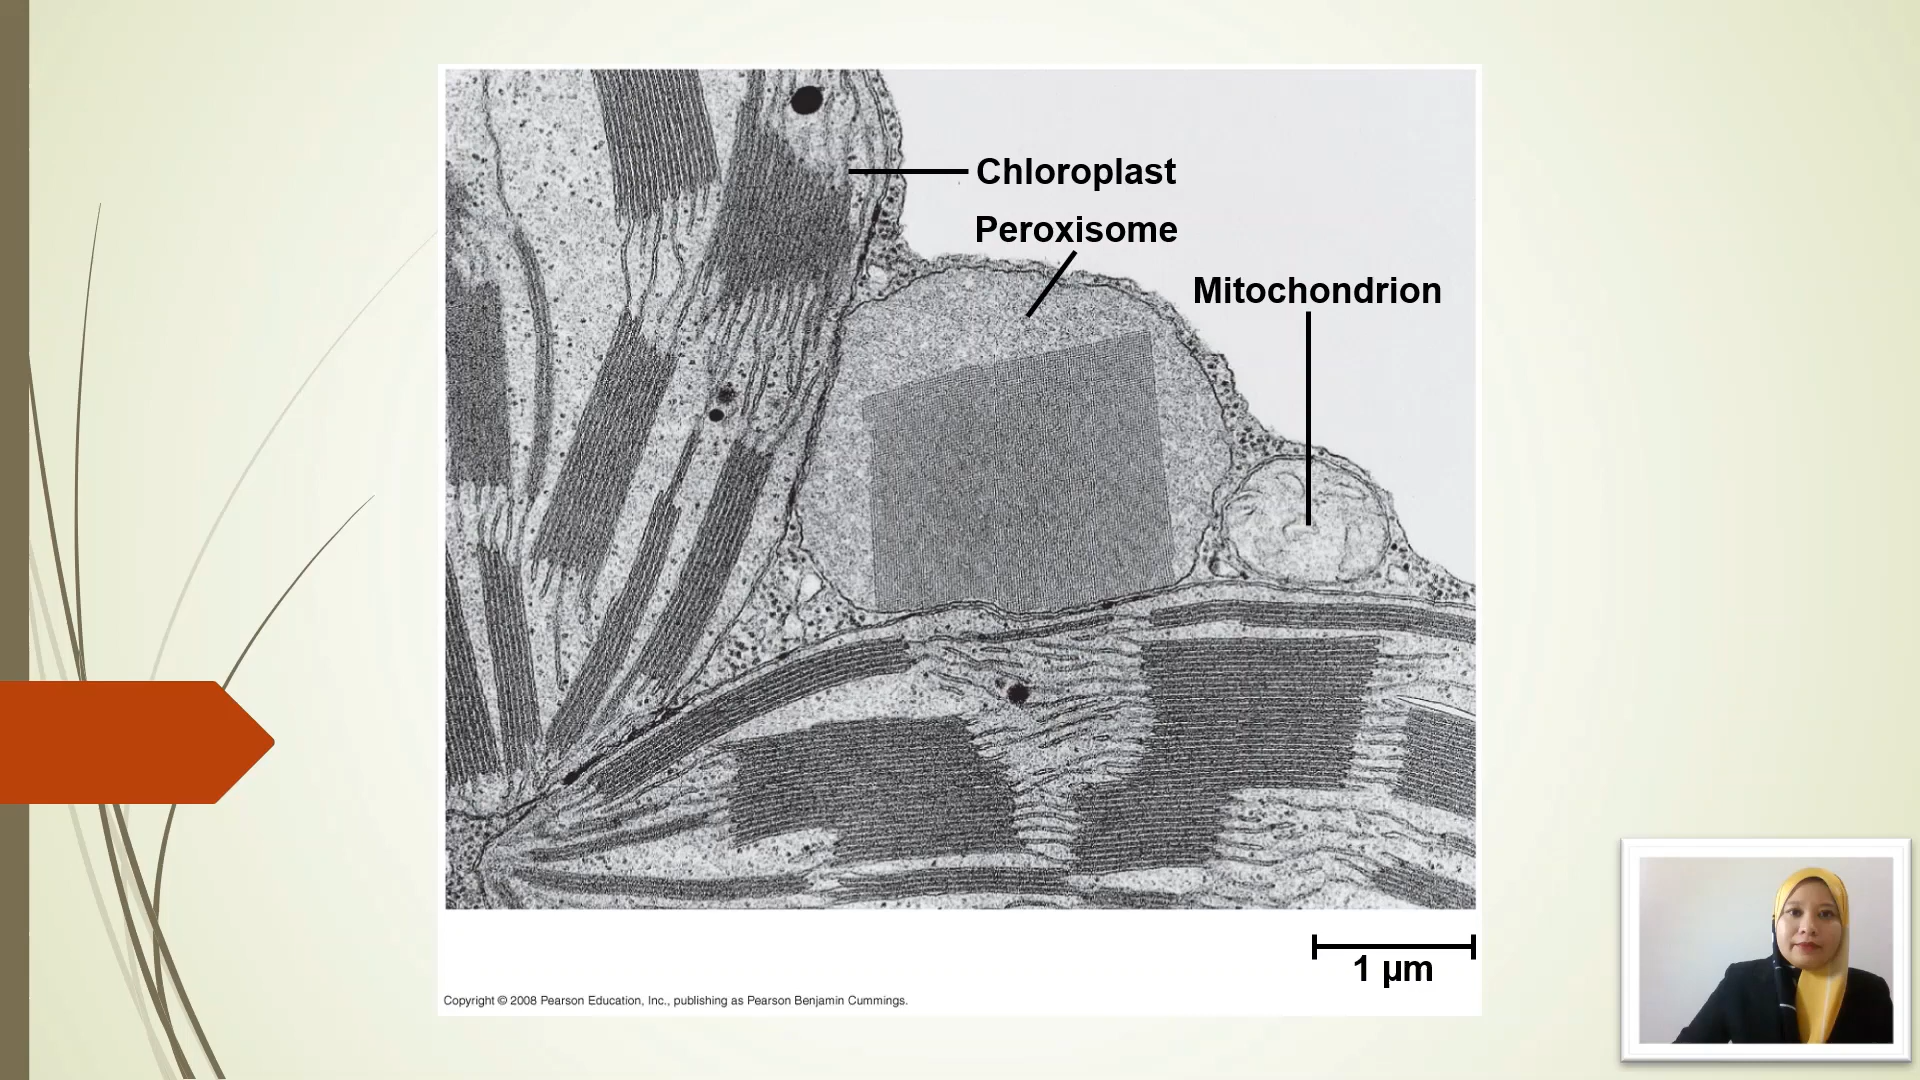 Chloroplast
Peroxisome
Mitochondrion
1 µm
Copyright © 2008 Pearson Education, Inc., publishing as Pearson Benjamin Cummings.